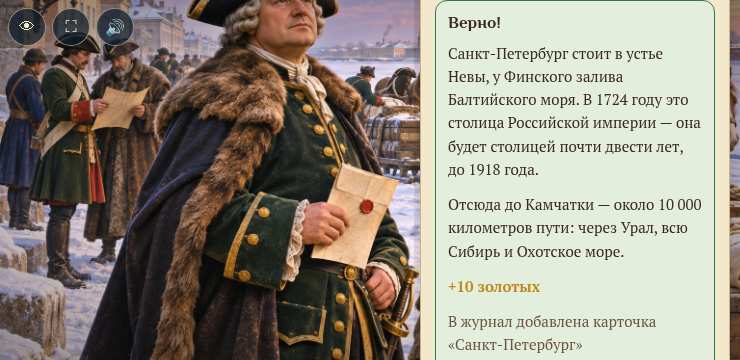 Верно!
Санкт-Петербург стоит в устье
Невы, у Финского залива
Балтийского моря. В 1724 году это
столица Российской империи — она
будет столицей почти двести лет,
до 1918 года.
Отсюда до Камчатки — около 10 000
километров пути: через Урал, всю
Сибирь и Охотское море.
+10 золотых
В журнал добавлена карточка
«Санкт-Петербург»